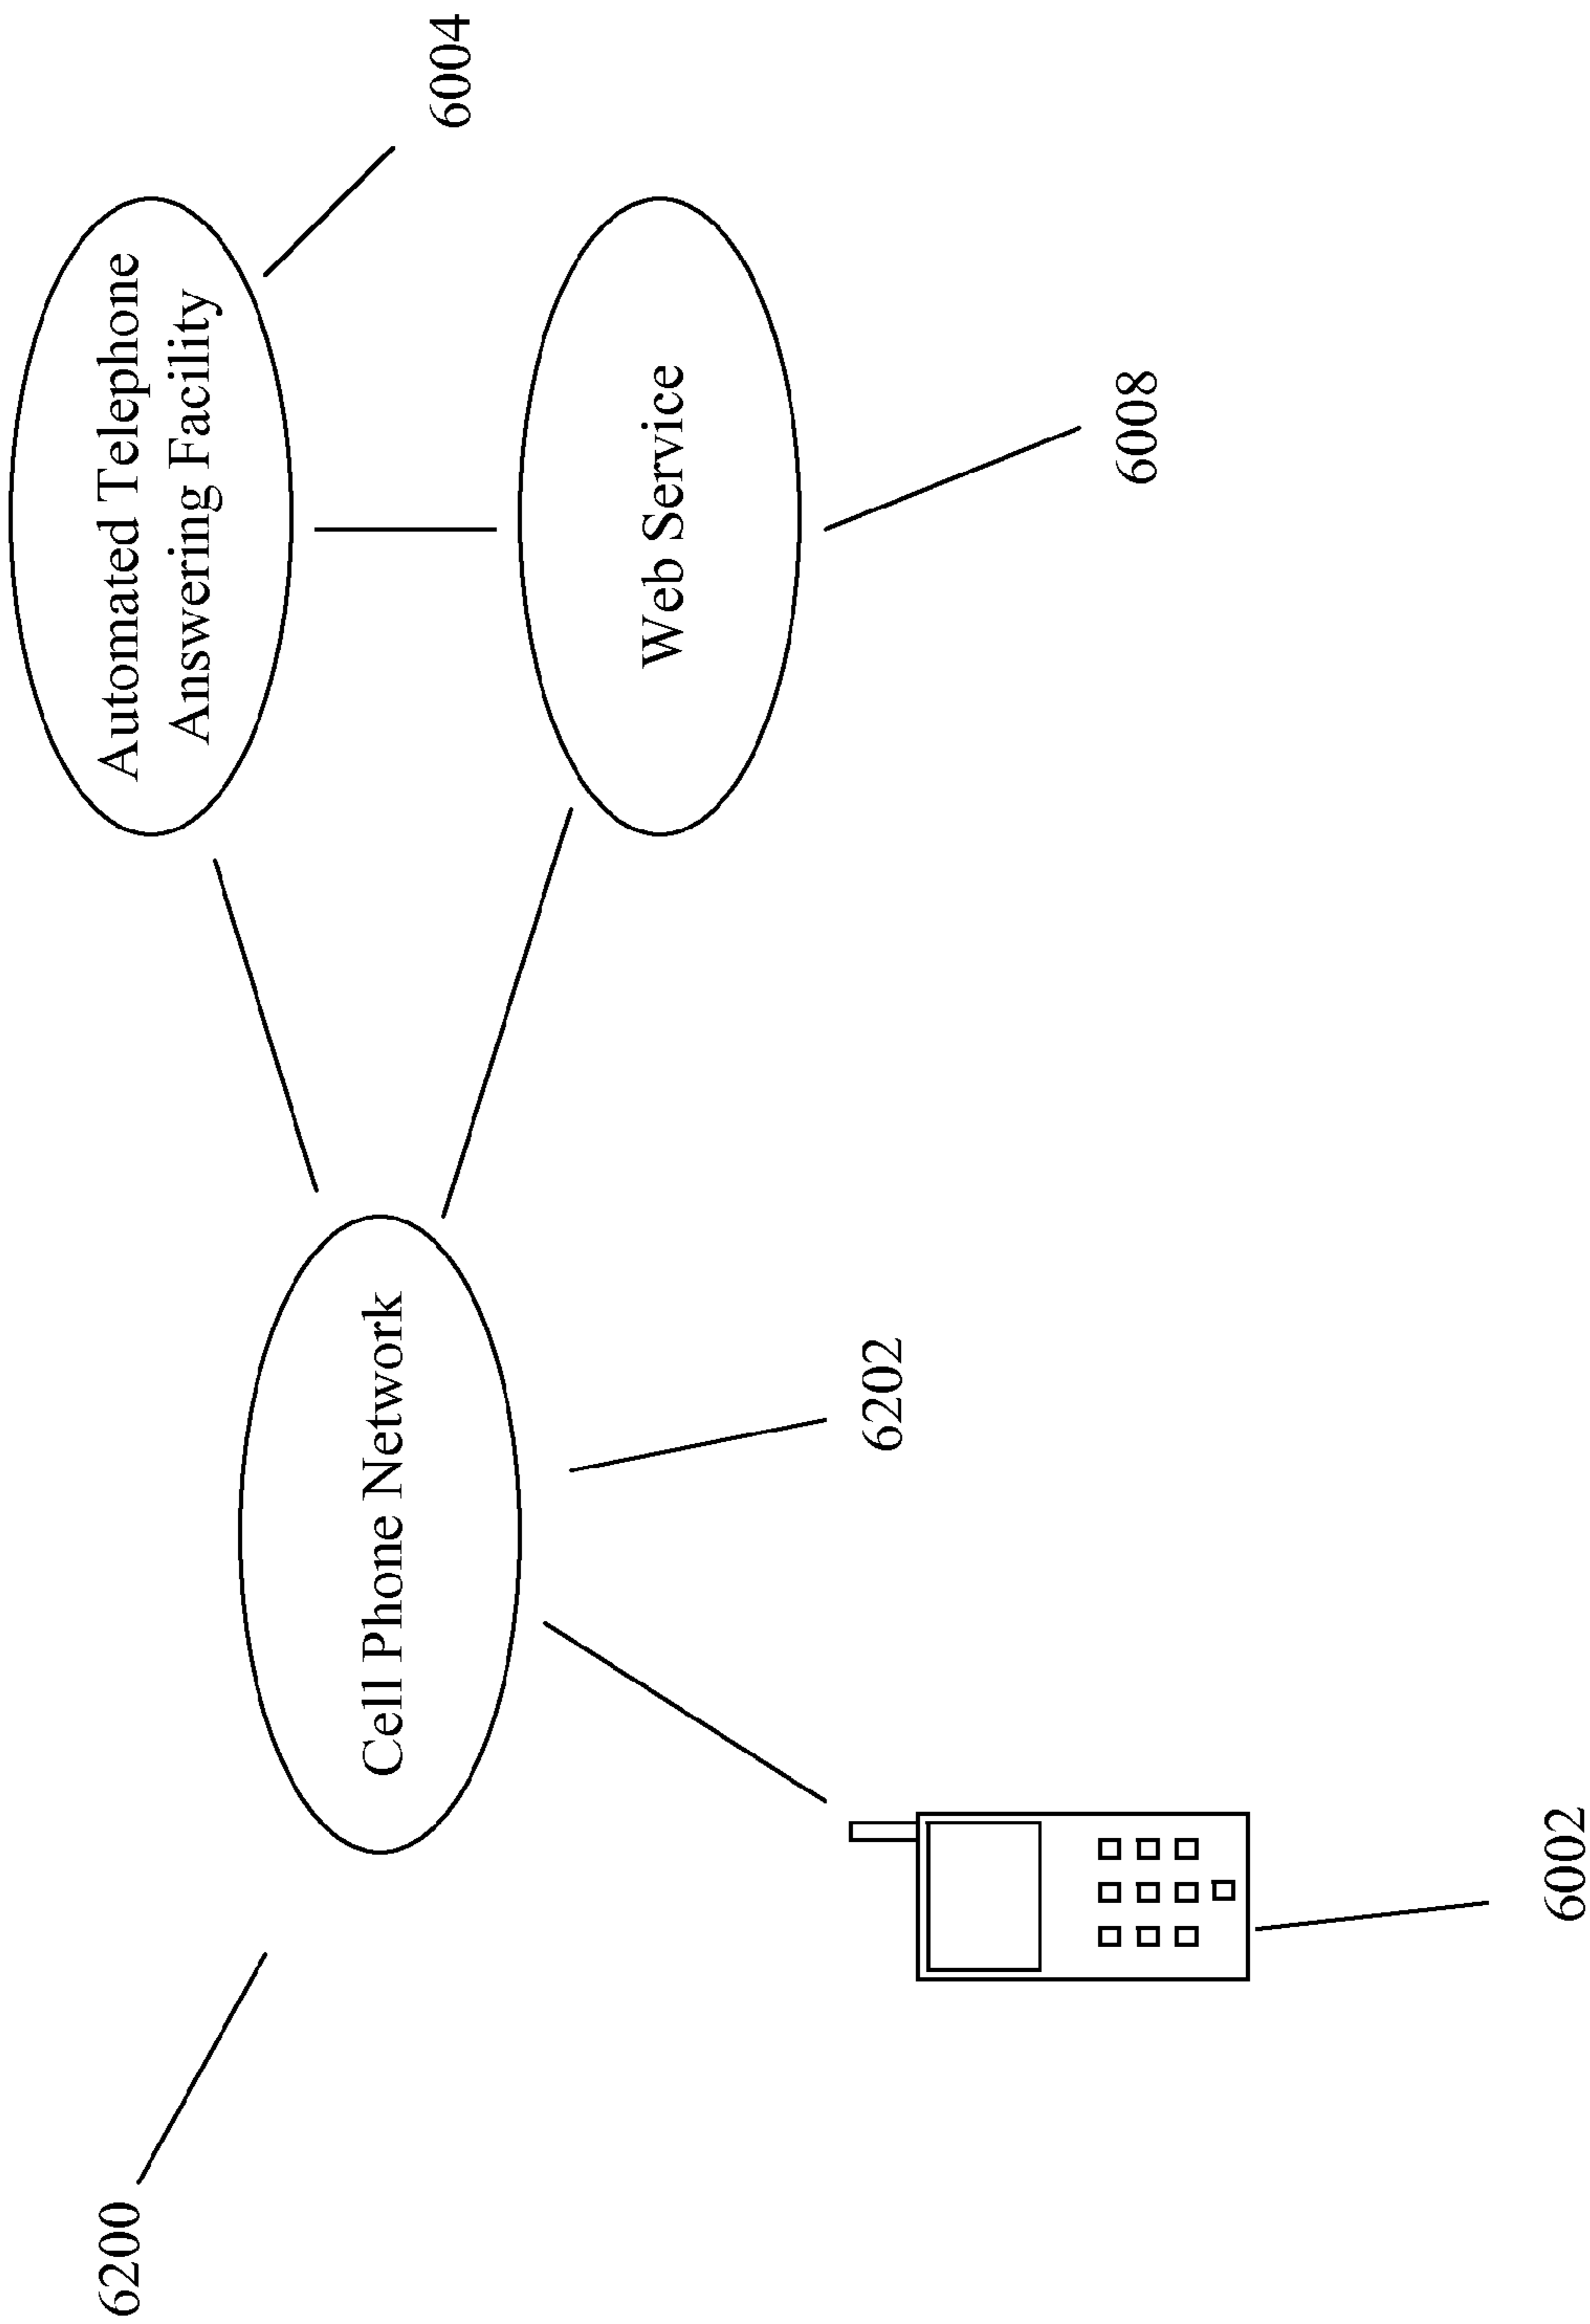 6200
Cell Phone Network
Automated Telephone
Answering Facility
6004
Web Service
6202
6008
6002